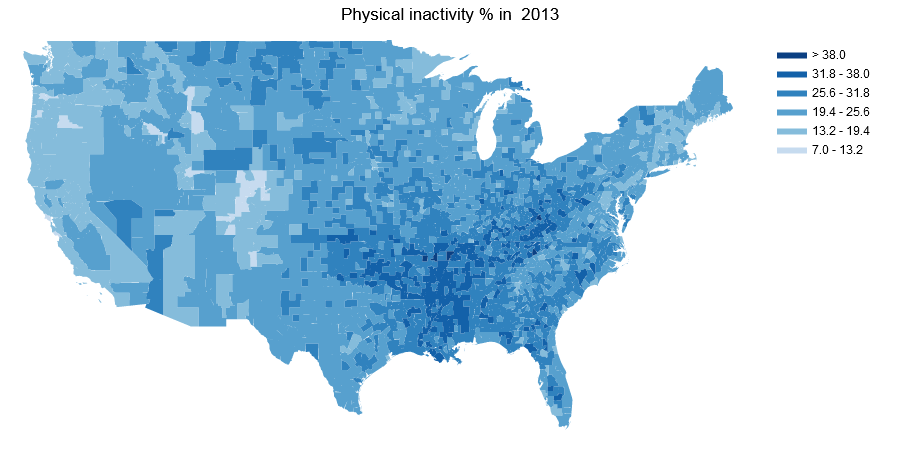 Physical inactivity % in  2013
> 38.0
31.8 - 38.0
25.6 - 31.8
19.4 - 25.6
13.2 - 19.4
7.0 - 13.2